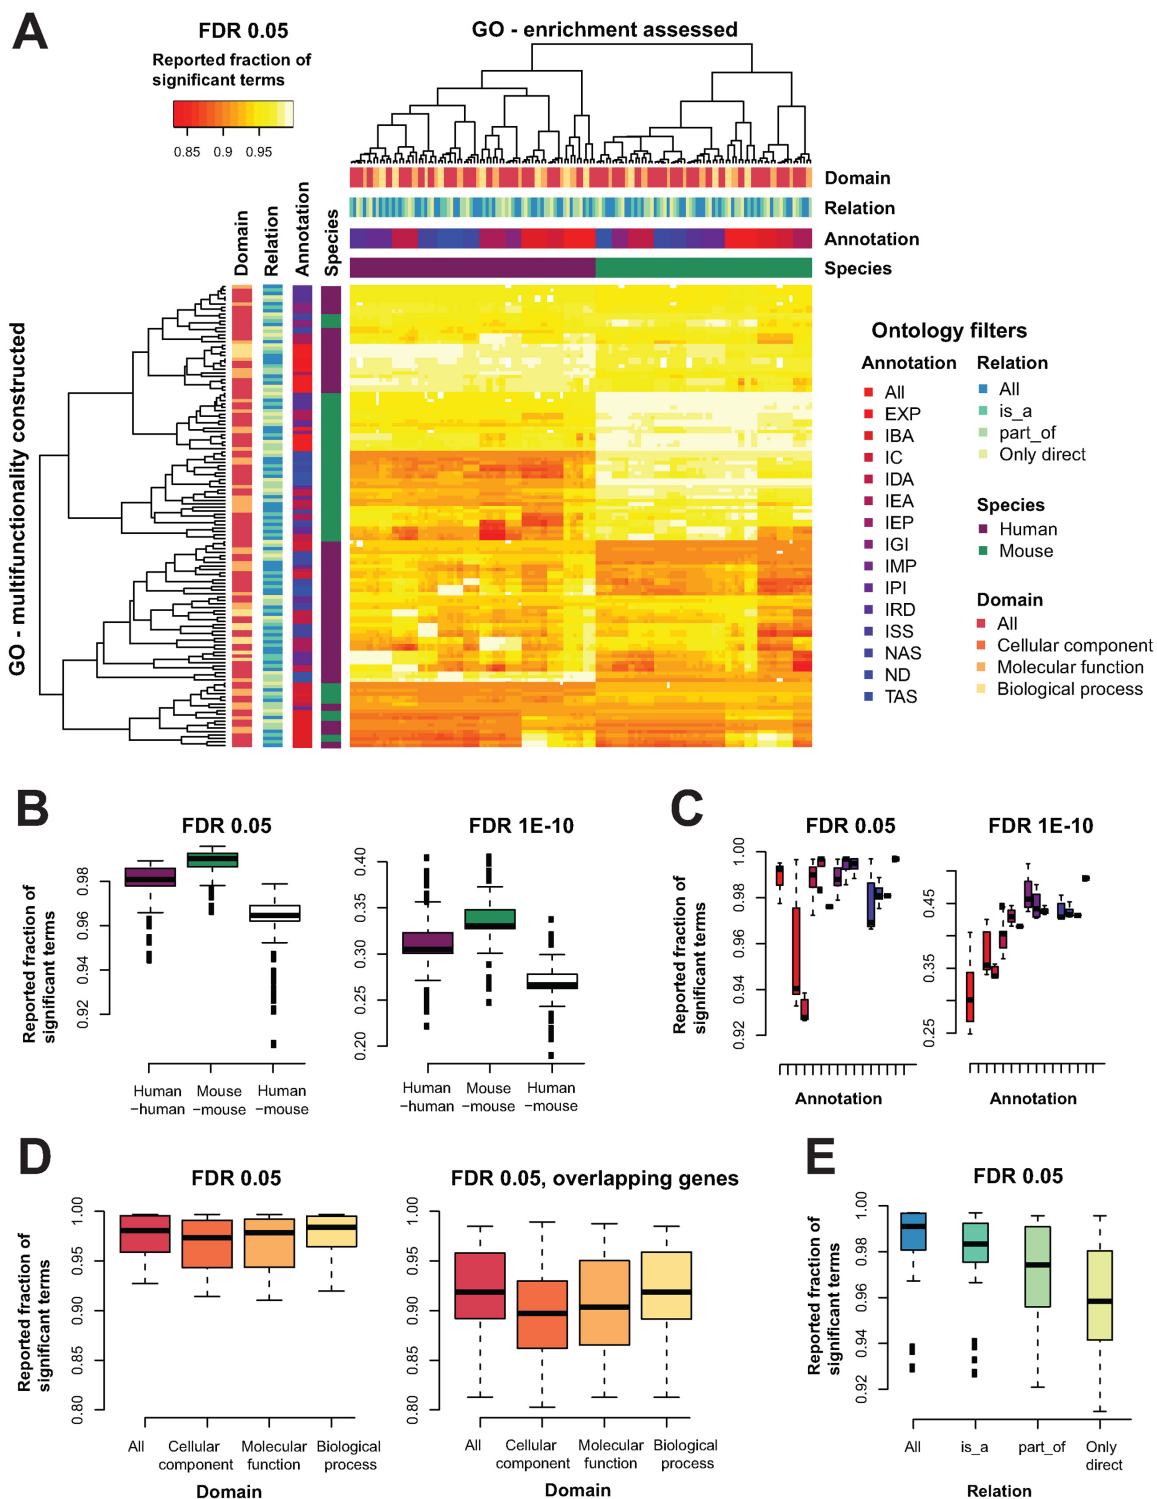 A
FDR 0.05
Reported fraction of
significant terms
0.85 0.9 0.95
GO - enrichment assessed
Domain
Relation
Annotation
Species
Domain
Relation
Annotation
Species
GO - multifunctionality constructed
Ontology filters
Annotation
All
EXP
IBA
IC
IDA
IEA
IEP
IGI
IMP
IPI
IRD
ISS
NAS
ND
TAS
Relation
All
is_a
part_of
Only direct
Species
Human
Mouse
Domain
All
Cellular component
Molecular function
Biological process
B
FDR 0.05
Reported fraction of
significant terms
0.98
0.96
0.94
0.92
Human
−human
Mouse
−mouse
Human
−mouse
FDR 1E-10
0.40
0.35
0.30
0.25
0.20
Human
−human
Mouse
−mouse
Human
−mouse
C
FDR 0.05
Reported fraction of
significant terms
1.00
0.98
0.96
0.94
0.92
Annotation
FDR 1E-10
0.45
0.35
0.25
Annotation
D
FDR 0.05
Reported fraction of
significant terms
1.00
0.95
0.90
0.85
0.80
All
Cellular
component
Molecular
function
Biological
process
Domain
FDR 0.05, overlapping genes
1.00
0.95
0.90
0.85
0.80
All
Cellular
component
Molecular
function
Biological
process
Domain
E
FDR 0.05
Reported fraction of
significant terms
1.00
0.98
0.96
0.94
0.92
All
is_a
part_of
Only
direct
Relation